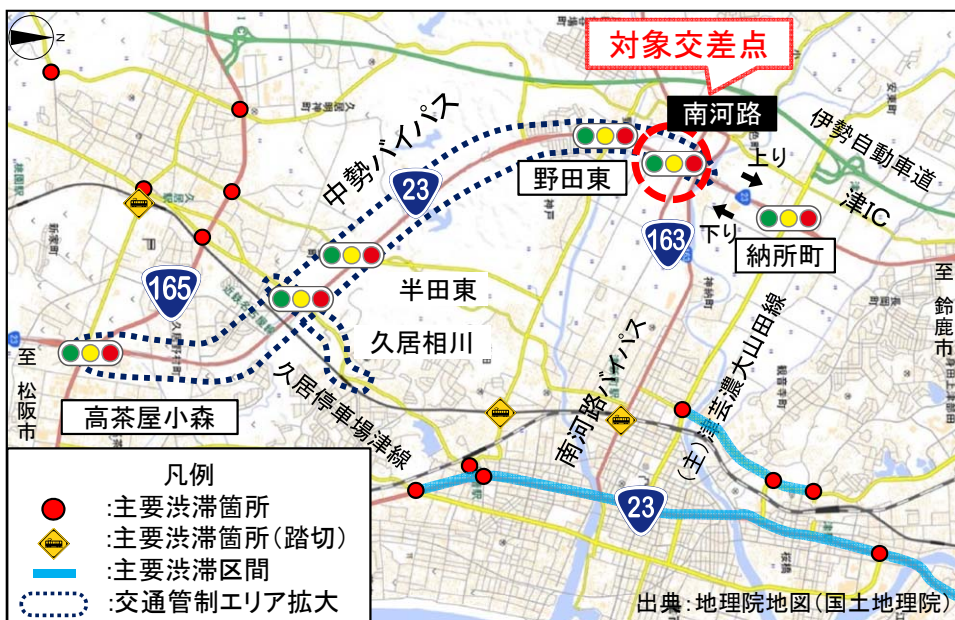 N
対象交差点
南河路
中勢バイパス
伊勢自動車道
上り
野田東
津IC
23
163
下り
納所町
165
半田東
久居相川
至 鈴鹿市
至 松阪市
高茶屋小森
久居停車場津線
南河路バイパス
(主)津芸濃大山田線
23
凡例
:主要渋滞箇所
:主要渋滞箇所(踏切)
:主要渋滞区間
:交通管制エリア拡大
出典:地理院地図(国土地理院)